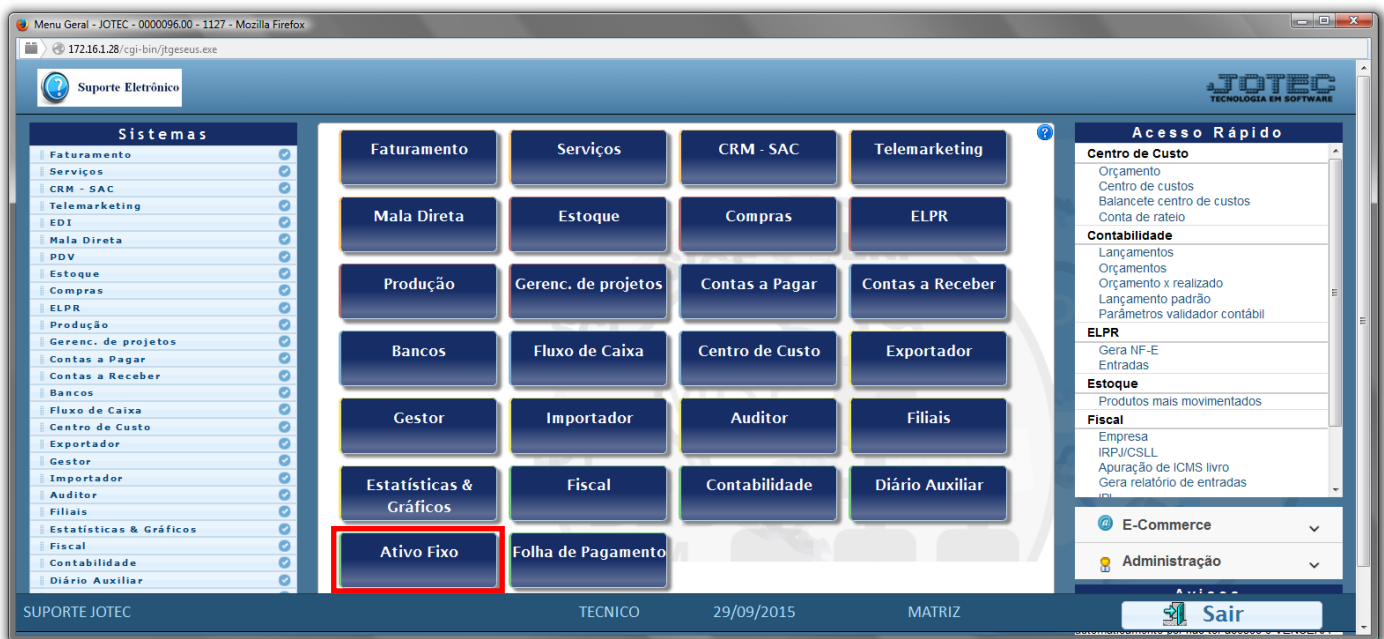 Menu Geral - JOTEC - 0000096.00 - 1127 - Mozilla Firefox
172.16.1.28/cgi-bin/jtgeseus.exe
Suporte Eletrônico
JOTEC
TECNOLOGIA EM SOFTWARE
Sistemas
Faturamento
Serviços
CRM - SAC
Telemarketing
EDI
Mala Direta
PDV
Estoque
Compras
ELPR
Produção
Gerenc. de projetos
Contas a Pagar
Contas a Receber
Bancos
Fluxo de Caixa
Centro de Custo
Exportador
Gestor
Importador
Auditor
Filiais
Estatísticas & Gráficos
Fiscal
Contabilidade
Diário Auxiliar
Faturamento
Serviços
CRM - SAC
Telemarketing
Mala Direta
Estoque
Compras
ELPR
Produção
Gerenc. de projetos
Contas a Pagar
Contas a Receber
Bancos
Fluxo de Caixa
Centro de Custo
Exportador
Gestor
Importador
Auditor
Filiais
Estatísticas &
Gráficos
Fiscal
Contabilidade
Diário Auxiliar
Ativo Fixo
Folha de Pagamento
Acesso Rápido
Centro de Custo
Orçamento
Centro de custos
Balancete centro de custos
Conta de rateio
Contabilidade
Lançamentos
Orçamentos
Orçamento x realizado
Lançamento padrão
Parâmetros validador contábil
ELPR
Gera NF-E
Entradas
Estoque
Produtos mais movimentados
Fiscal
Empresa
IRPJ/CSLL
Apuração de ICMS livro
Gera relatório de entradas
IPI
E-Commerce
Administração
Avisos
SUPORTE JOTEC
TECNICO
29/09/2015
MATRIZ
Sair